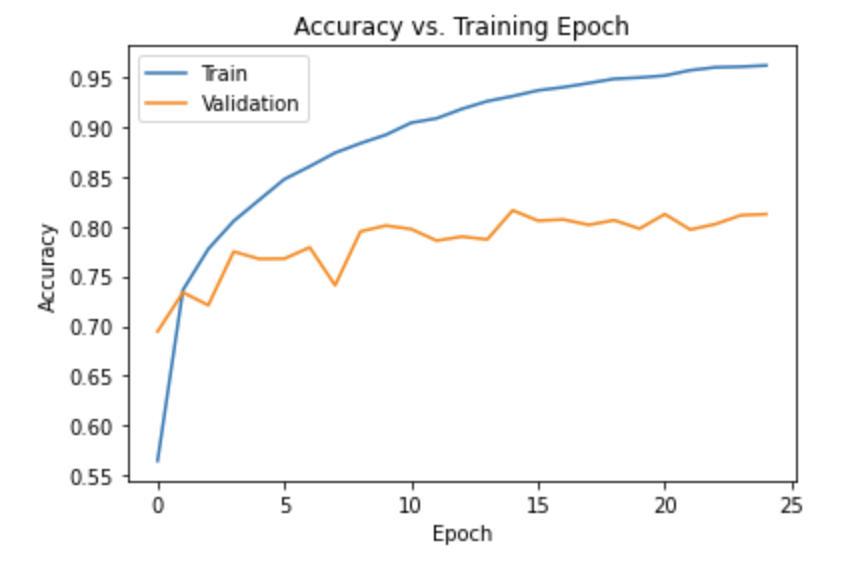 Accuracy vs. Training Epoch
Train
Validation
0.95
0.90
0.85
0.80
0.75
0.70
0.65
0.60
0.55
Accuracy
0 5 10 15 20 25
Epoch